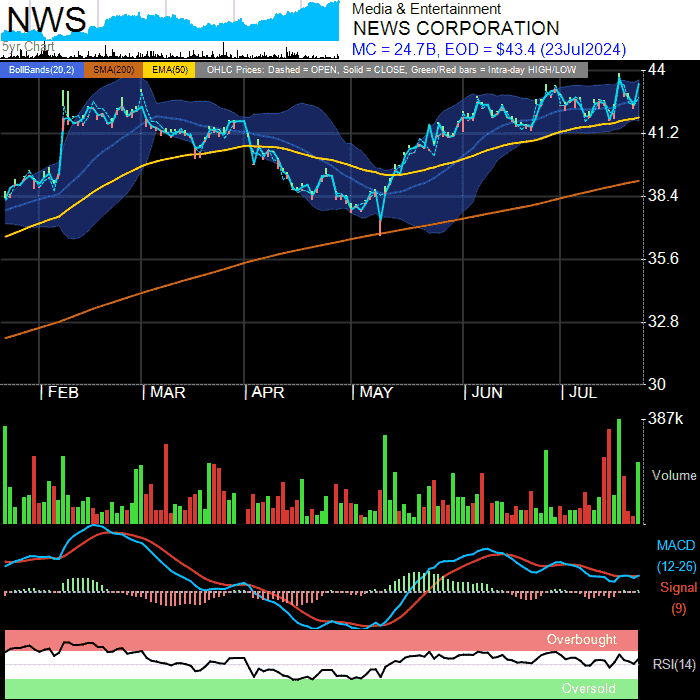 NWS
5yr Chart
Media & Entertainment
NEWS CORPORATION
MC = 24.7B, EOD = $43.4 (23Jul2024)
BollBands(20,2) SMA(200) EMA(50) OHLC Prices: Dashed = OPEN, Solid = CLOSE, Green/Red bars = Intra-day HIGH/LOW
44
41.2
38.4
35.6
32.8
30
| FEB | MAR | APR | MAY | JUN | JUL
387k
Volume
MACD
(12-26)
Signal
(9)
Overbought
RSI(14)
Oversold